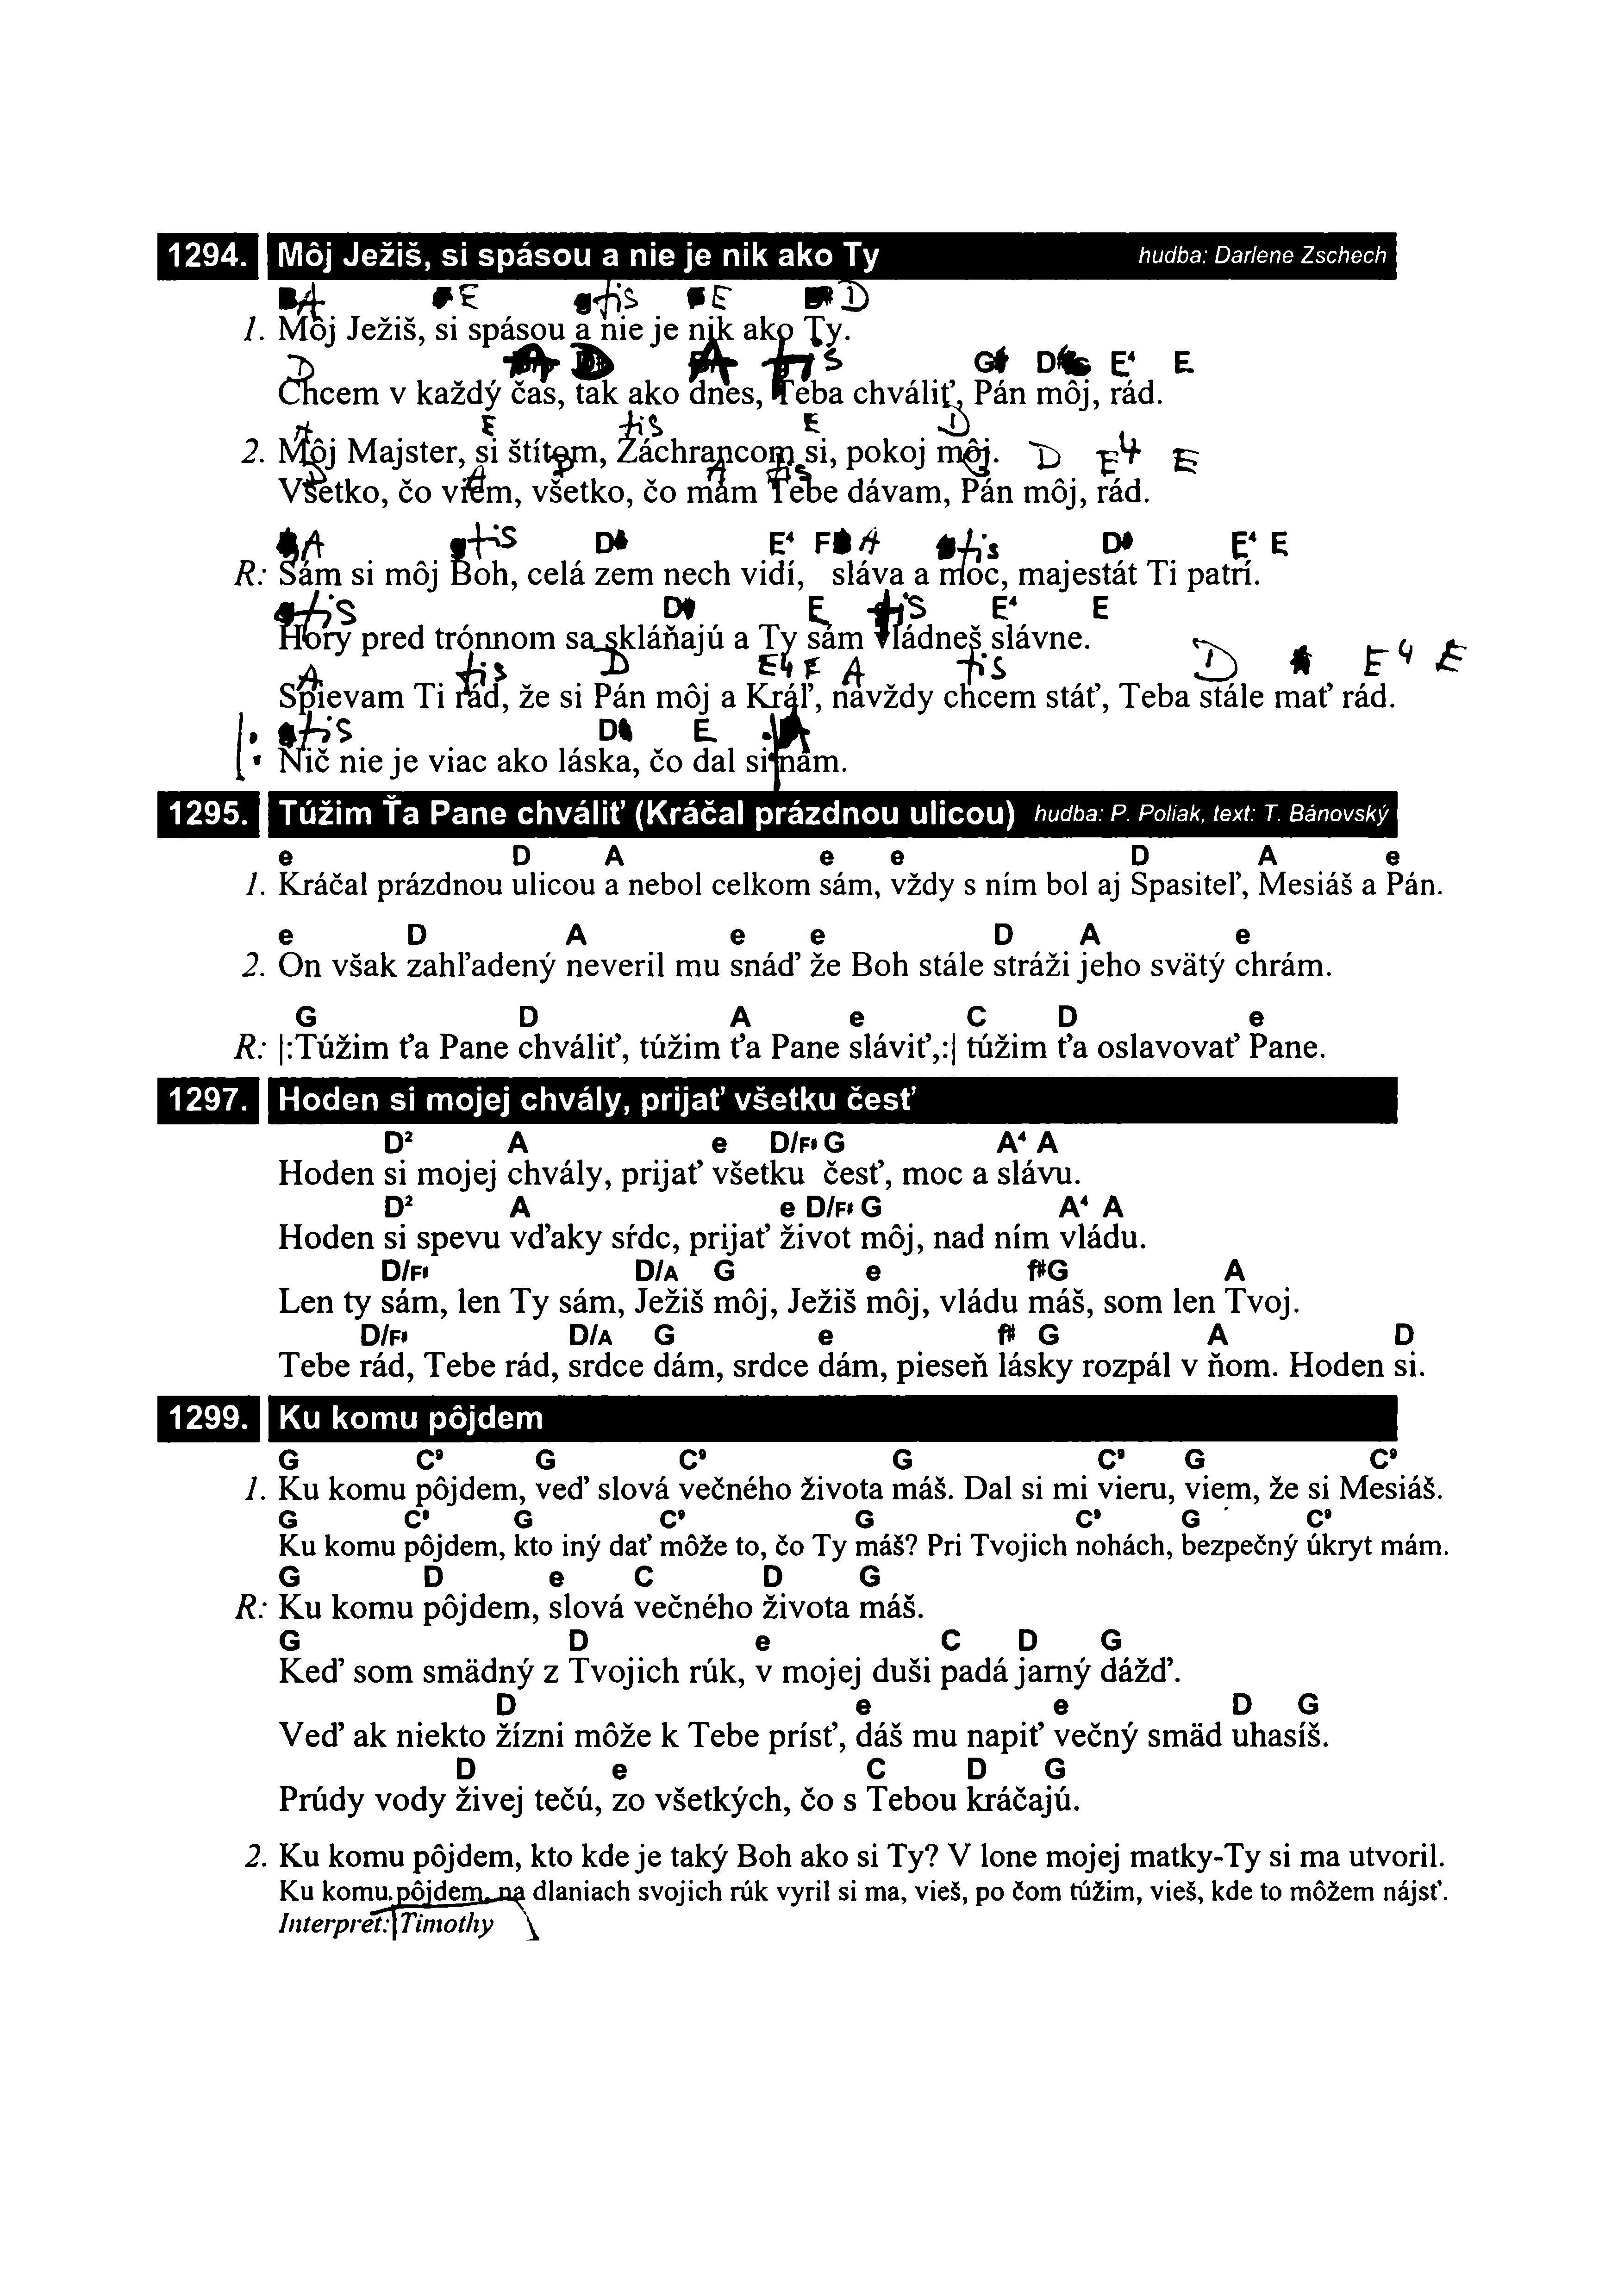 1294. Môj Ježiš, si spásou a nie je nik ako Ty hudba: Darlene Zschech
A E fis E D
1. Môj Ježiš, si spásou a nie je nik ako Ty.
D A D A fis G D E⁴ E
Chcem v každý čas, tak ako dnes, Teba chváliť, Pán môj, rád.
A E fis E D
2. Môj Majster, si štítom, Záchrancom si, pokoj môj.
D A D A fis G D E⁴ E
Všetko, čo viem, všetko, čo mám Tebe dávam, Pán môj, rád.
A fis D E⁴ A fis D E⁴ E
R: Sám si môj Boh, celá zem nech vidí, sláva a moc, majestát Ti patrí.
fis D E fis E⁴ E
Hory pred trónnom sa skláňajú a Ty sám vládneš slávne.
A fis D E4 E A fis D E4 E
Spievam Ti rád, že si Pán môj a Kráľ, navždy chcem stáť, Teba stále mať rád.
|: fis D E :| A
Nič nie je viac ako láska, čo dal si nám.
1295. Túžim Ťa Pane chváliť (Kráčal prázdnou ulicou) hudba: P. Poliak, text: T. Bánovský
e D A e e D A e
1. Kráčal prázdnou ulicou a nebol celkom sám, vždy s ním bol aj Spasiteľ, Mesiáš a Pán.
e D A e e D A e
2. On však zahľadený neveril mu snáď že Boh stále stráži jeho svätý chrám.
G D A e C D e
R: |:Túžim ťa Pane chváliť, túžim ťa Pane sláviť,:| túžim ťa oslavovať Pane.
1297. Hoden si mojej chvály, prijať všetku česť
D² A e D/F# G A⁴ A
Hoden si mojej chvály, prijať všetku česť, moc a slávu.
D² A e D/F# G A⁴ A
Hoden si spevu vďaky sŕdc, prijať život môj, nad ním vládu.
D/F# D/A G e f# G A
Len ty sám, len Ty sám, Ježiš môj, Ježiš môj, vládu máš, som len Tvoj.
D/F# D/A G e f# G A D
Tebe rád, Tebe rád, srdce dám, srdce dám, pieseň lásky rozpál v ňom. Hoden si.
1299. Ku komu pôjdem
G C⁹ G C⁹ G C⁹ G C⁹
1. Ku komu pôjdem, veď slová večného života máš. Dal si mi vieru, viem, že si Mesiáš.
G C⁹ G C⁹ G C⁹ G C⁹
Ku komu pôjdem, kto iný dať môže to, čo Ty máš? Pri Tvojich nohách, bezpečný úkryt mám.
G D e C D G
R: Ku komu pôjdem, slová večného života máš.
G D e C D G
Keď som smädný z Tvojich rúk, v mojej duši padá jarný dážď.
D e e D G
Veď ak niekto žízni môže k Tebe prísť, dáš mu napiť večný smäd uhasíš.
D e C D G
Prúdy vody živej tečú, zo všetkých, čo s Tebou kráčajú.
2. Ku komu pôjdem, kto kde je taký Boh ako si Ty? V lone mojej matky-Ty si ma utvoril.
Ku komu pôjdem, na dlaniach svojich rúk vyril si ma, vieš, po čom túžim, vieš, kde to môžem nájsť.
Interpret: Timothy